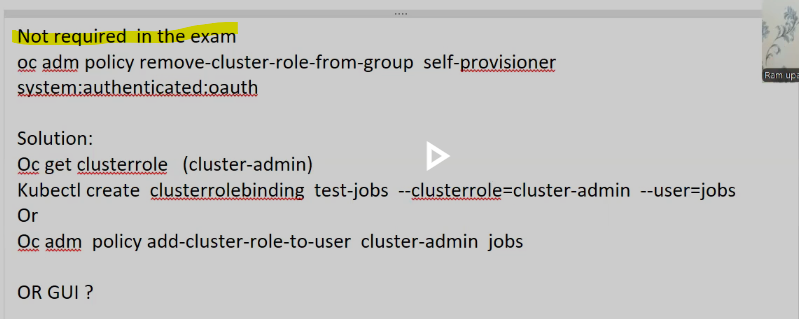 Not required in the exam
oc adm policy remove-cluster-role-from-group self-provisioner
system:authenticated:oauth
Solution:
Oc get clusterrole (cluster-admin)
Kubectl create clusterrolebinding test-jobs --clusterrole=cluster-admin --user=jobs
Or
Oc adm policy add-cluster-role-to-user cluster-admin jobs
OR GUI ?
Ram